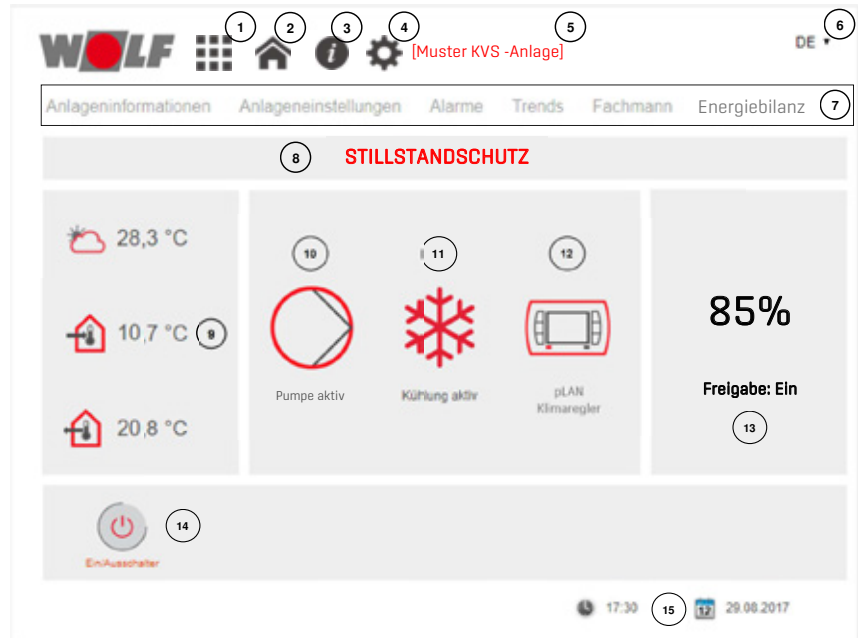 1 2 3 4 5 6
WOLF [Muster KVS -Anlage] DE
Anlageninformationen Anlageneinstellungen Alarme Trends Fachmann Energiebilanz 7
8 STILLSTANDSCHUTZ
28,3 °C
10 11 12
10,7 °C 9
85%
Pumpe aktiv Kühlung aktiv pLAN
Klimaregler
Freigabe: Ein
20,8 °C
13
14
Ein/Ausschalter
17:30 15 12 29.08.2017